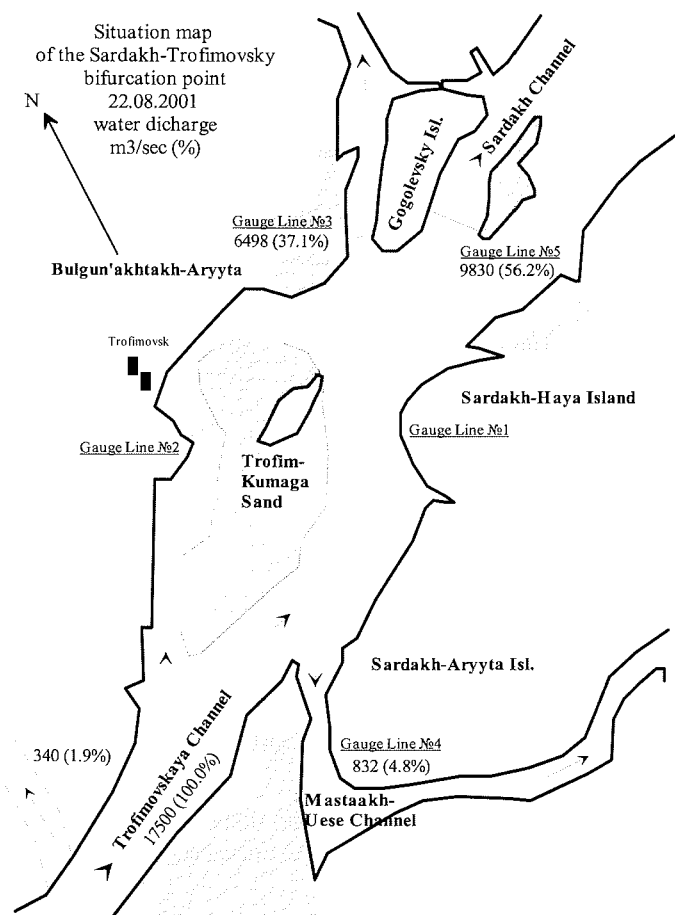 Situation map
of the Sardakh-Trofimovsky
bifurcation point
22.08.2001
water dicharge
m3/sec (%)
N
Sardakh Channel
Gogolevsky Isl.
Gauge Line №3
6498 (37.1%)
Gauge Line №5
9830 (56.2%)
Bulgun'akhtakh-Aryyta
Trofimovsk
Sardakh-Haya Island
Gauge Line №1
Gauge Line №2
Trofim-
Kumaga
Sand
Sardakh-Aryyta Isl.
Gauge Line №4
832 (4.8%)
340 (1.9%)
Trofimovskaya Channel
17500 (100.0%)
Mastaakh-
Uese Channel